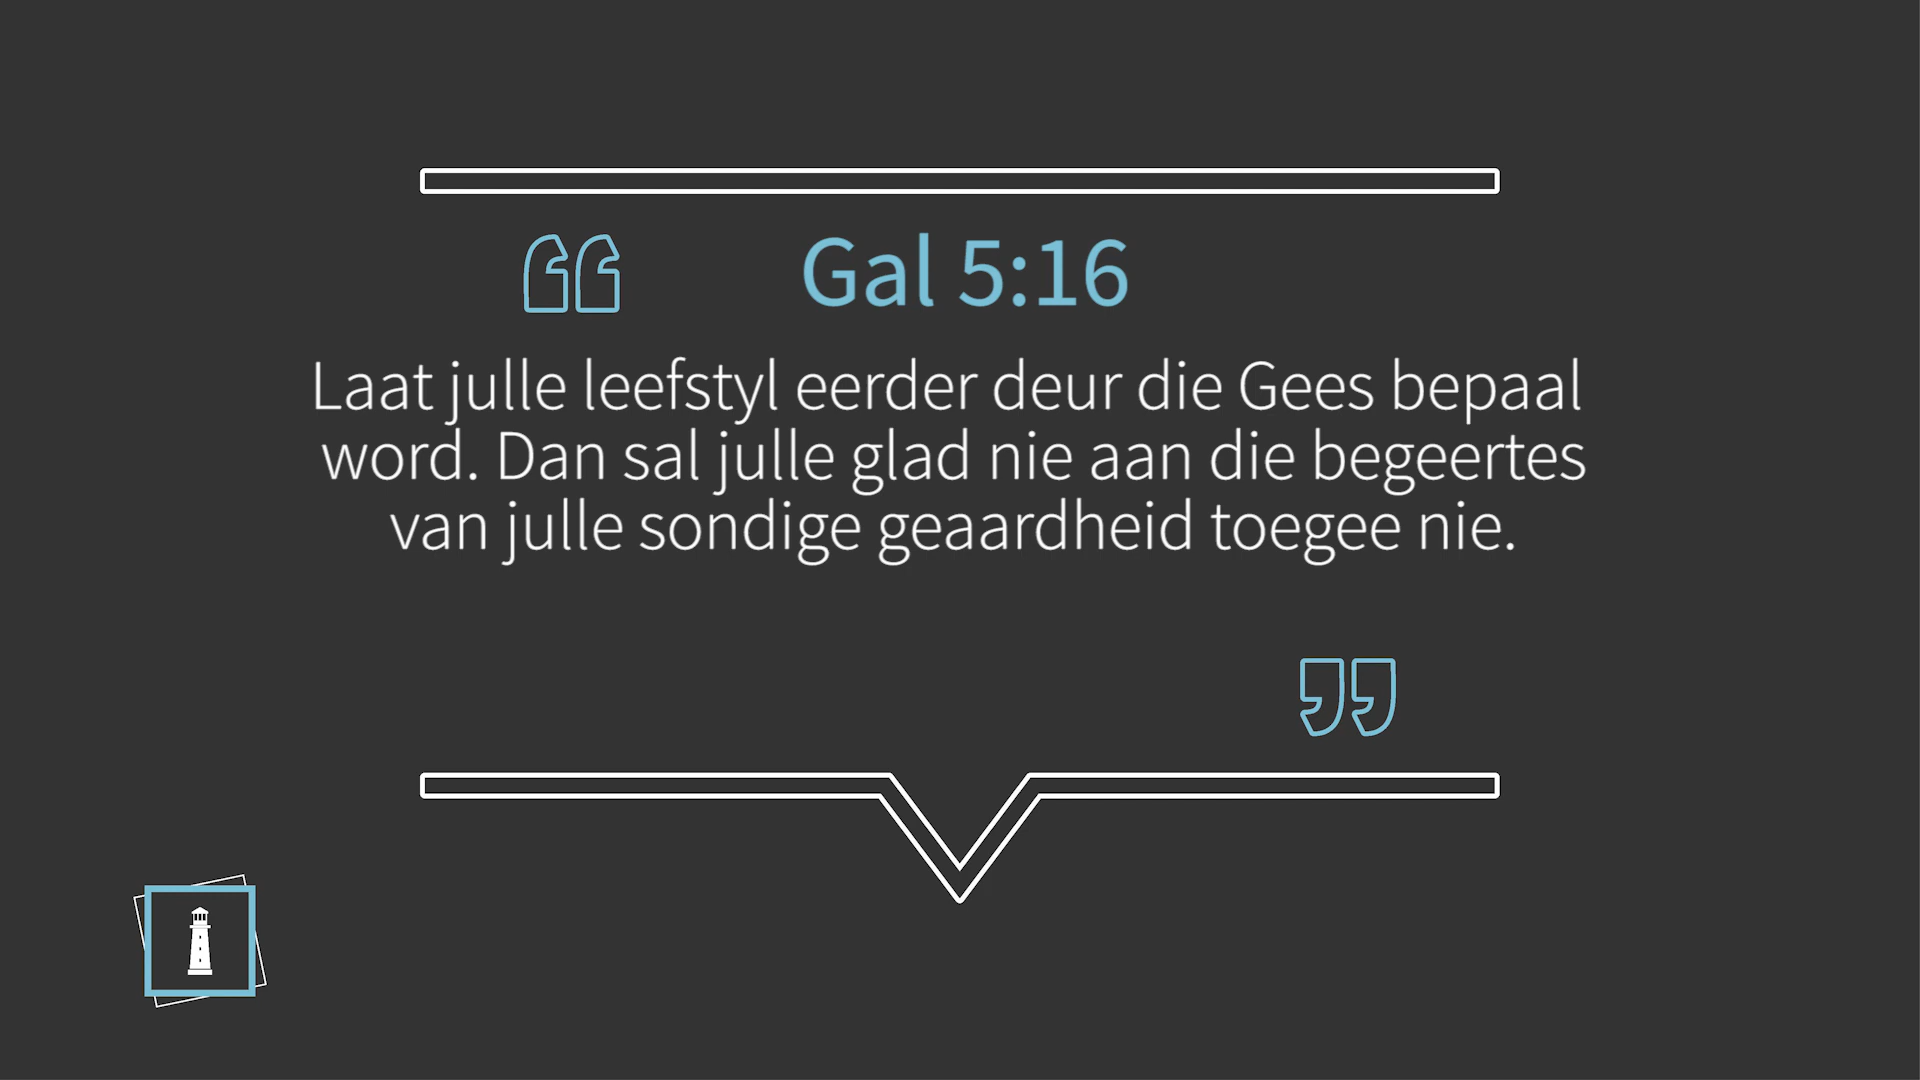 Gal 5:16
Laat julle leefstyl eerder deur die Gees bepaal
word. Dan sal julle glad nie aan die begeertes
van julle sondige geaardheid toegee nie.